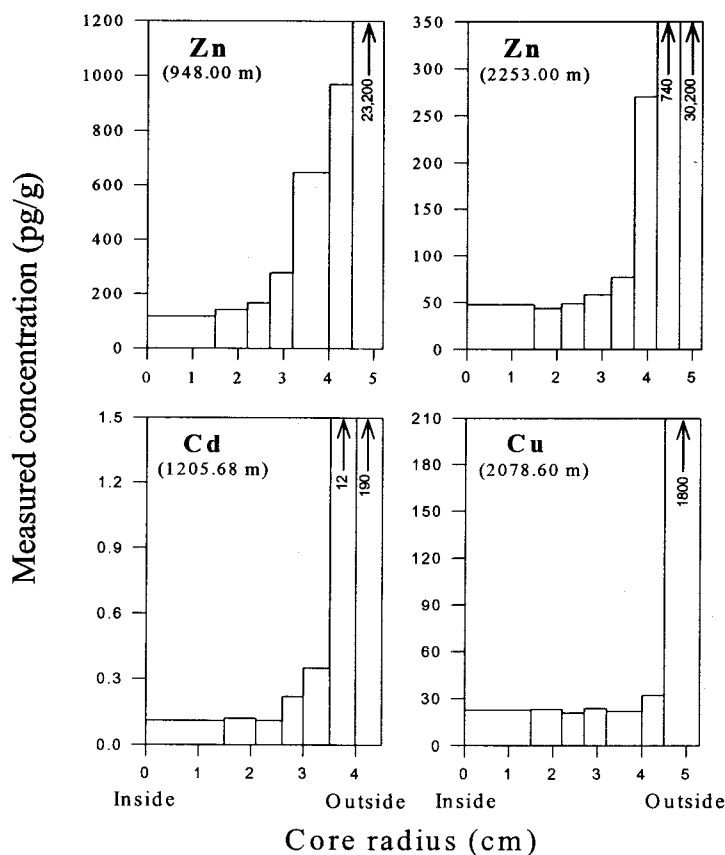 Measured concentration (pg/g)
Zn
(948.00 m)
1200
1000
800
600
400
200
0
23,200
0 1 2 3 4 5
Zn
(2253.00 m)
350
300
250
200
150
100
50
0
740
30,200
0 1 2 3 4 5
Cd
(1205.68 m)
1.5
1.2
0.9
0.6
0.3
0.0
12
190
0 1 2 3 4
Inside Outside
Cu
(2078.60 m)
210
180
150
120
90
60
30
0
1800
0 1 2 3 4 5
Inside Outside
Core radius (cm)